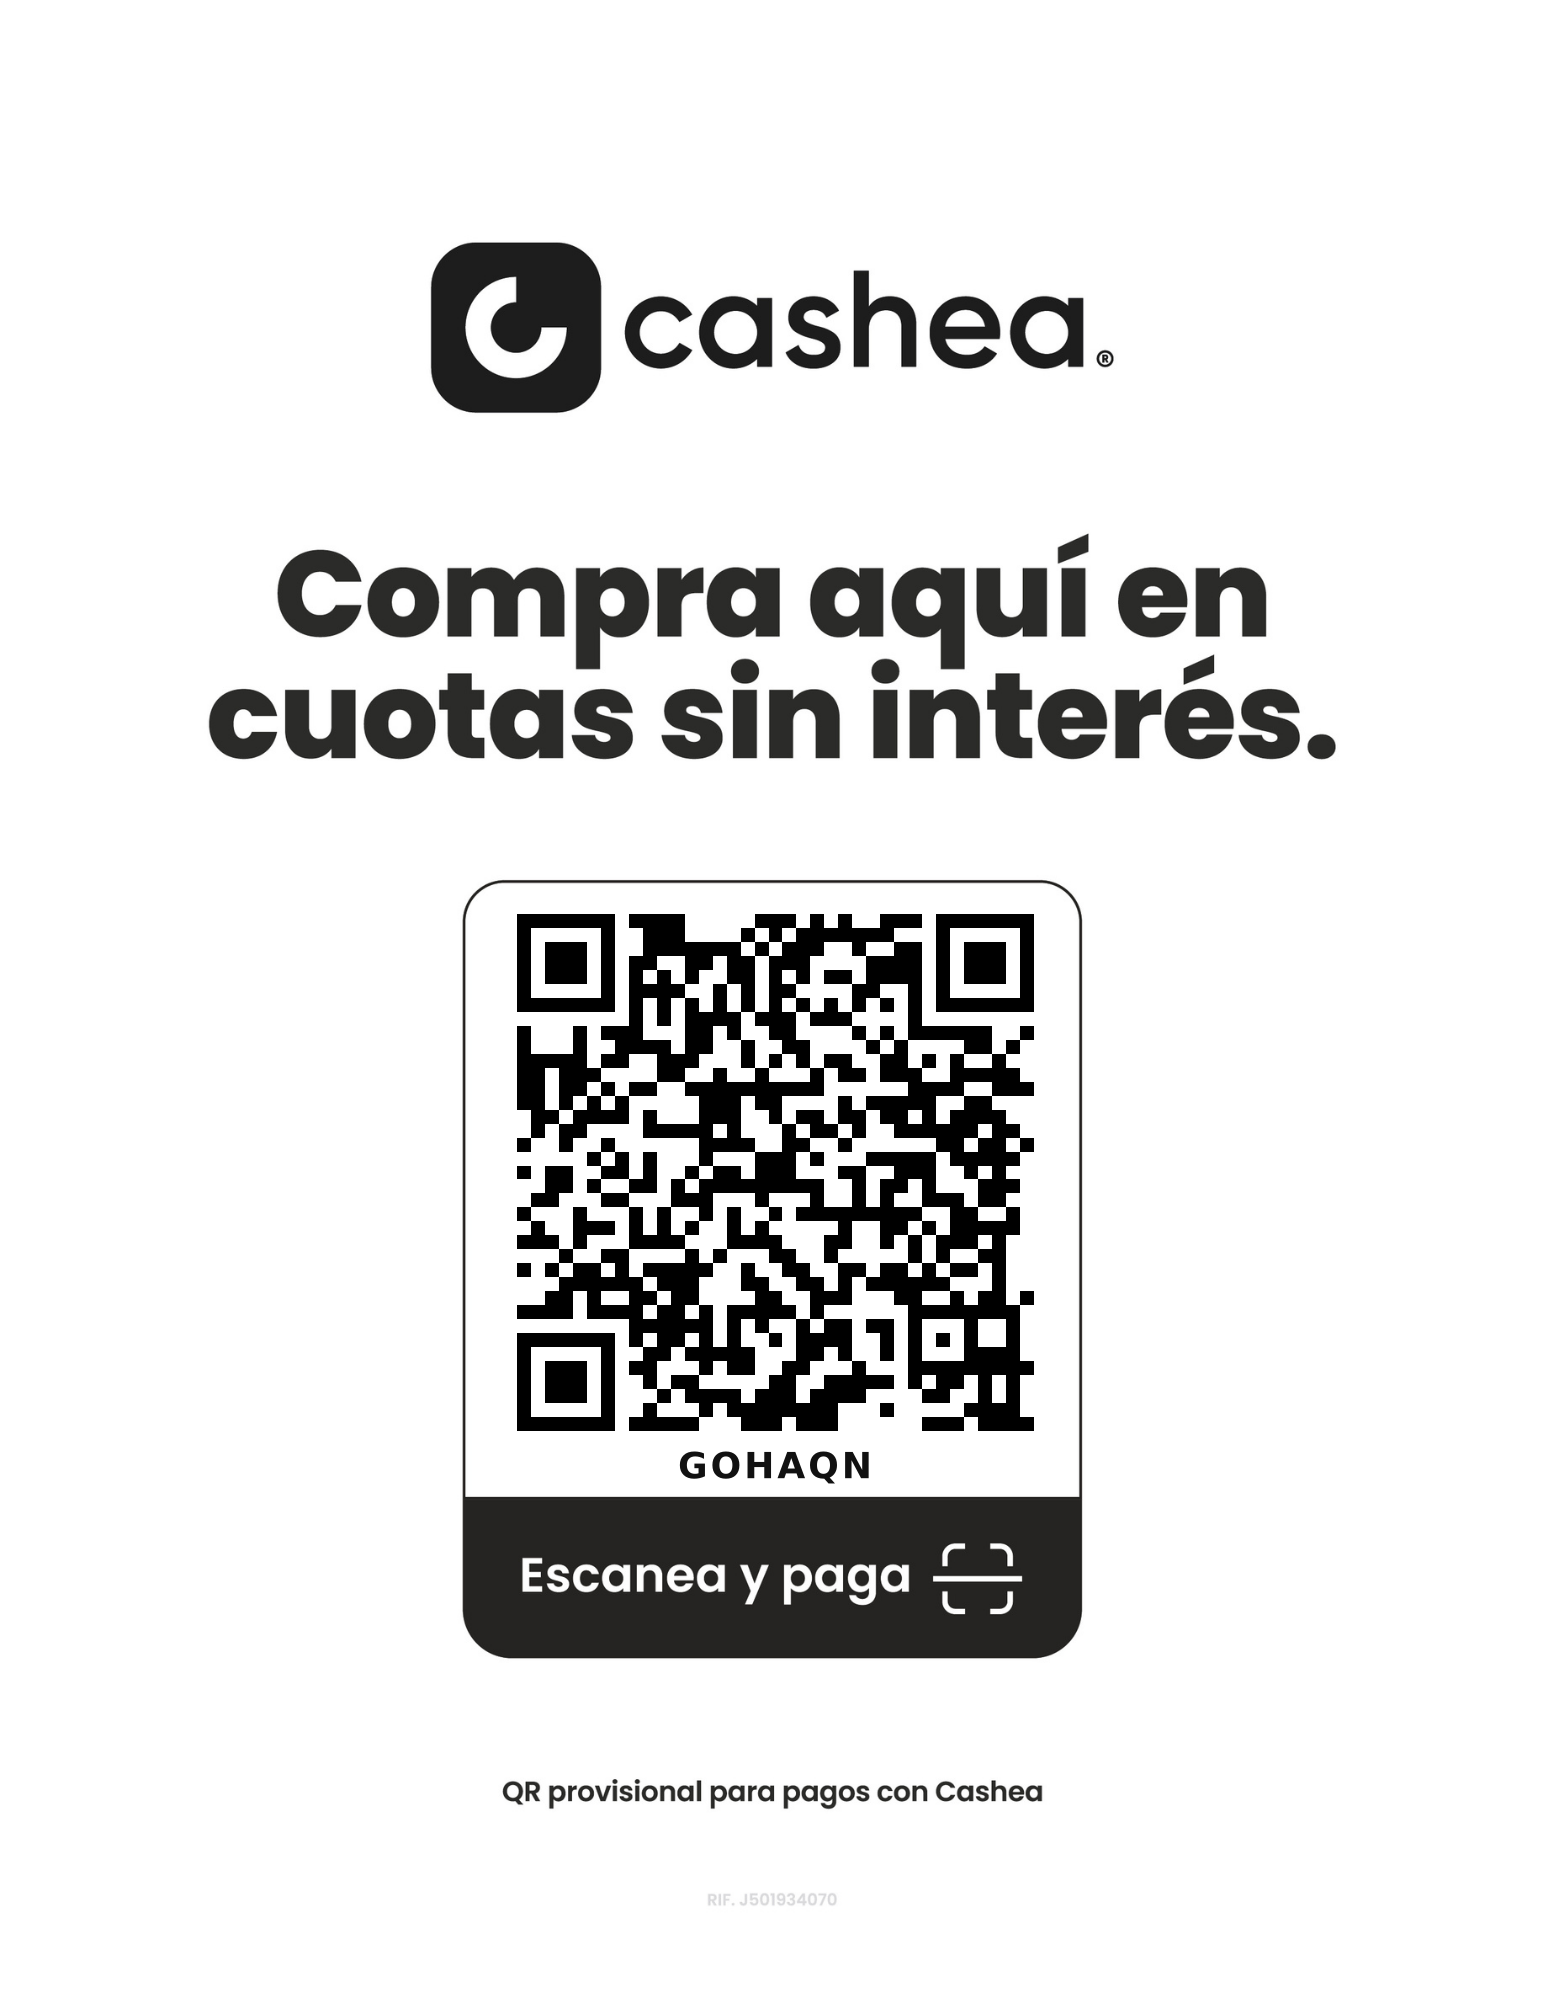 cashea®
Compra aquí en
cuotas sin interés.
GOHAQN
Escanea y paga
QR provisional para pagos con Cashea
RIF. J501934070